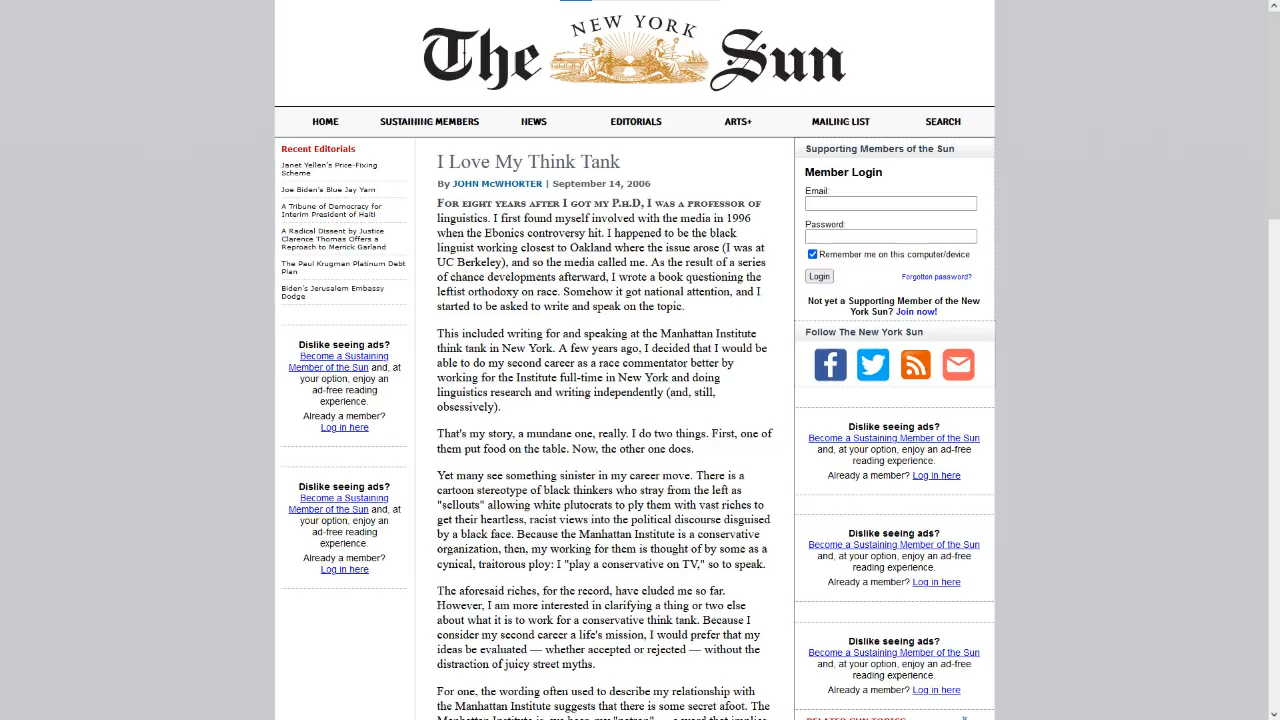 The NEW YORK Sun
HOME
SUSTAINING MEMBERS
NEWS
EDITORIALS
ARTS+
MAILING LIST
SEARCH
Recent Editorials
Janet Yellen's Price-Fixing
Scheme
Joe Biden's Blue Jay Yarn
A Tribune of Democracy for
Interim President of Haiti
A Radical Dissent by Justice
Clarence Thomas Offers a
Reproach to Merrick Garland
The Paul Krugman Platinum Debt
Plan
Biden's Jerusalem Embassy
Dodge
Dislike seeing ads?
Become a Sustaining
Member of the Sun and, at
your option, enjoy an
ad-free reading
experience.
Already a member?
Log in here
Dislike seeing ads?
Become a Sustaining
Member of the Sun and, at
your option, enjoy an
ad-free reading
experience.
Already a member?
Log in here
I Love My Think Tank
By JOHN McWHORTER | September 14, 2006
FOR EIGHT YEARS AFTER I GOT MY P.H.D, I WAS A PROFESSOR OF
linguistics. I first found myself involved with the media in 1996
when the Ebonics controversy hit. I happened to be the black
linguist working closest to Oakland where the issue arose (I was at
UC Berkeley), and so the media called me. As the result of a series
of chance developments afterward, I wrote a book questioning the
leftist orthodoxy on race. Somehow it got national attention, and I
started to be asked to write and speak on the topic.
This included writing for and speaking at the Manhattan Institute
think tank in New York. A few years ago, I decided that I would be
able to do my second career as a race commentator better by
working for the Institute full-time in New York and doing
linguistics research and writing independently (and, still,
obsessively).
That's my story, a mundane one, really. I do two things. First, one of
them put food on the table. Now, the other one does.
Yet many see something sinister in my career move. There is a
cartoon stereotype of black thinkers who stray from the left as
"sellouts" allowing white plutocrats to ply them with vast riches to
get their heartless, racist views into the political discourse disguised
by a black face. Because the Manhattan Institute is a conservative
organization, then, my working for them is thought of by some as a
cynical, traitorous ploy: I "play a conservative on TV," so to speak.
The aforesaid riches, for the record, have eluded me so far.
However, I am more interested in clarifying a thing or two else
about what it is to work for a conservative think tank. Because I
consider my second career a life's mission, I would prefer that my
ideas be evaluated — whether accepted or rejected — without the
distraction of juicy street myths.
For one, the wording often used to describe my relationship with
the Manhattan Institute suggests that there is some secret afoot. The
Supporting Members of the Sun
Member Login
Email:
Password:
Remember me on this computer/device
Login
Forgotten password?
Not yet a Supporting Member of the New
York Sun? Join now!
Follow The New York Sun
Dislike seeing ads?
Become a Sustaining Member of the Sun
and, at your option, enjoy an ad-free
reading experience.
Already a member? Log in here
Dislike seeing ads?
Become a Sustaining Member of the Sun
and, at your option, enjoy an ad-free
reading experience.
Already a member? Log in here
Dislike seeing ads?
Become a Sustaining Member of the Sun
and, at your option, enjoy an ad-free
reading experience.
Already a member? Log in here